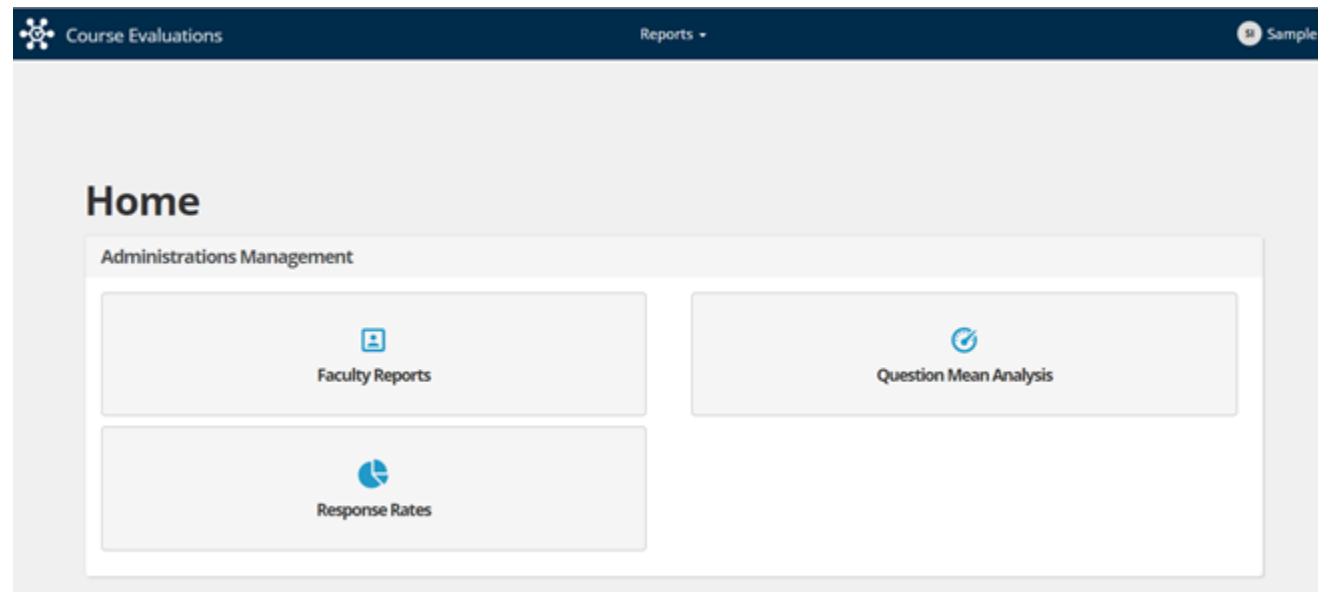 Course Evaluations
Reports
SI Sample
Home
Administrations Management
Faculty Reports
Question Mean Analysis
Response Rates